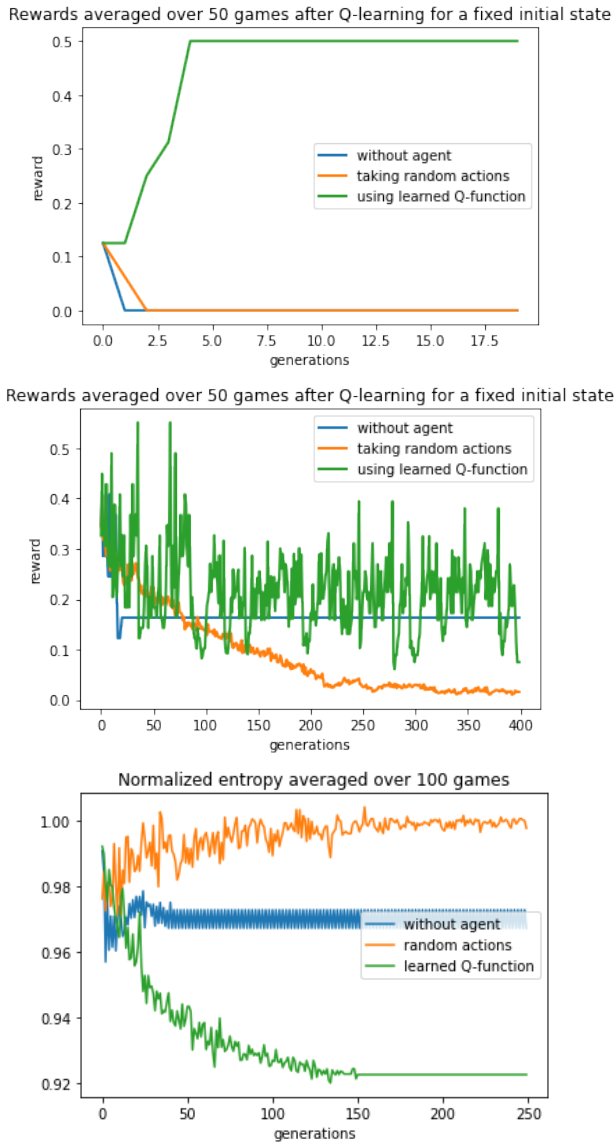 Rewards averaged over 50 games after Q-learning for a fixed initial state
0.5
0.4
0.3
0.2
0.1
0.0
reward
without agent
taking random actions
using learned Q-function
0.0 2.5 5.0 7.5 10.0 12.5 15.0 17.5
generations
Rewards averaged over 50 games after Q-learning for a fixed initial state
0.5
0.4
0.3
0.2
0.1
0.0
reward
without agent
taking random actions
using learned Q-function
0 50 100 150 200 250 300 350 400
generations
Normalized entropy averaged over 100 games
1.00
0.98
0.96
0.94
0.92
without agent
random actions
learned Q-function
0 50 100 150 200 250
generations